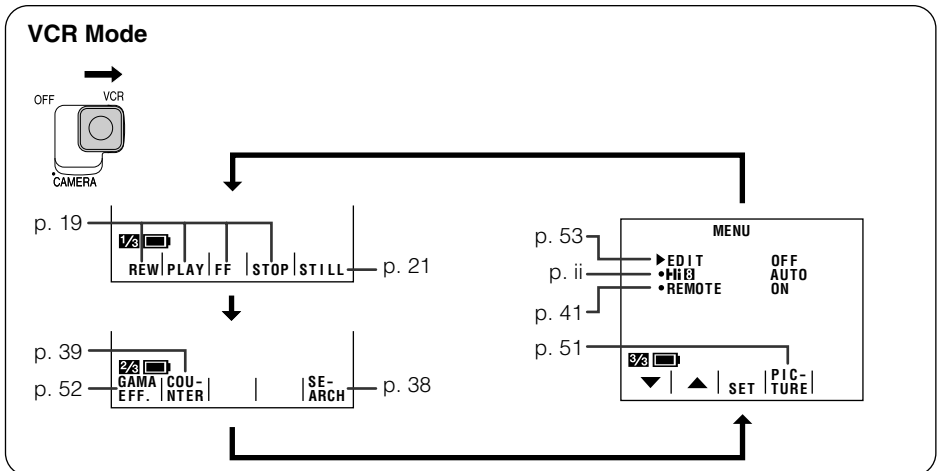 VCR Mode
OFF
VCR
CAMERA
p. 19
1/3
REW PLAY FF STOP STILL
p. 21
p. 39
2/3
p. 52
GAMA EFF.
COU-NTER
SE-ARCH
p. 38
MENU
p. 53
EDIT OFF
p. ii
•Hi8 AUTO
p. 41
•REMOTE ON
p. 51
3/3
▼ ▲ SET PIC-TURE